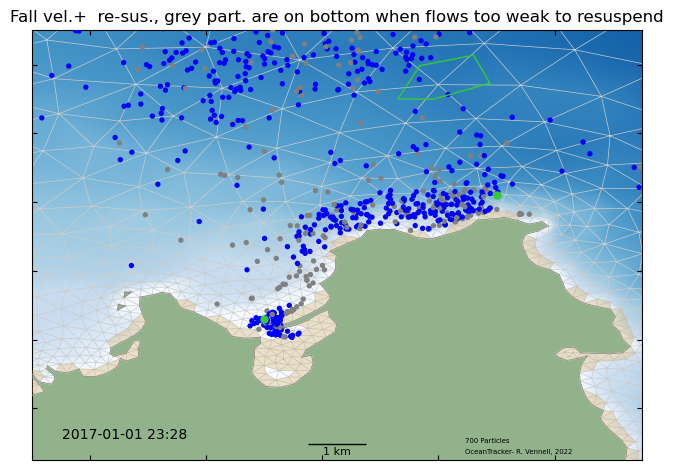 Fall vel.+  re-sus., grey part. are on bottom when flows too weak to resuspend
2017-01-01 23:28
1 km
700 Particles
OceanTracker- R. Vennell, 2022